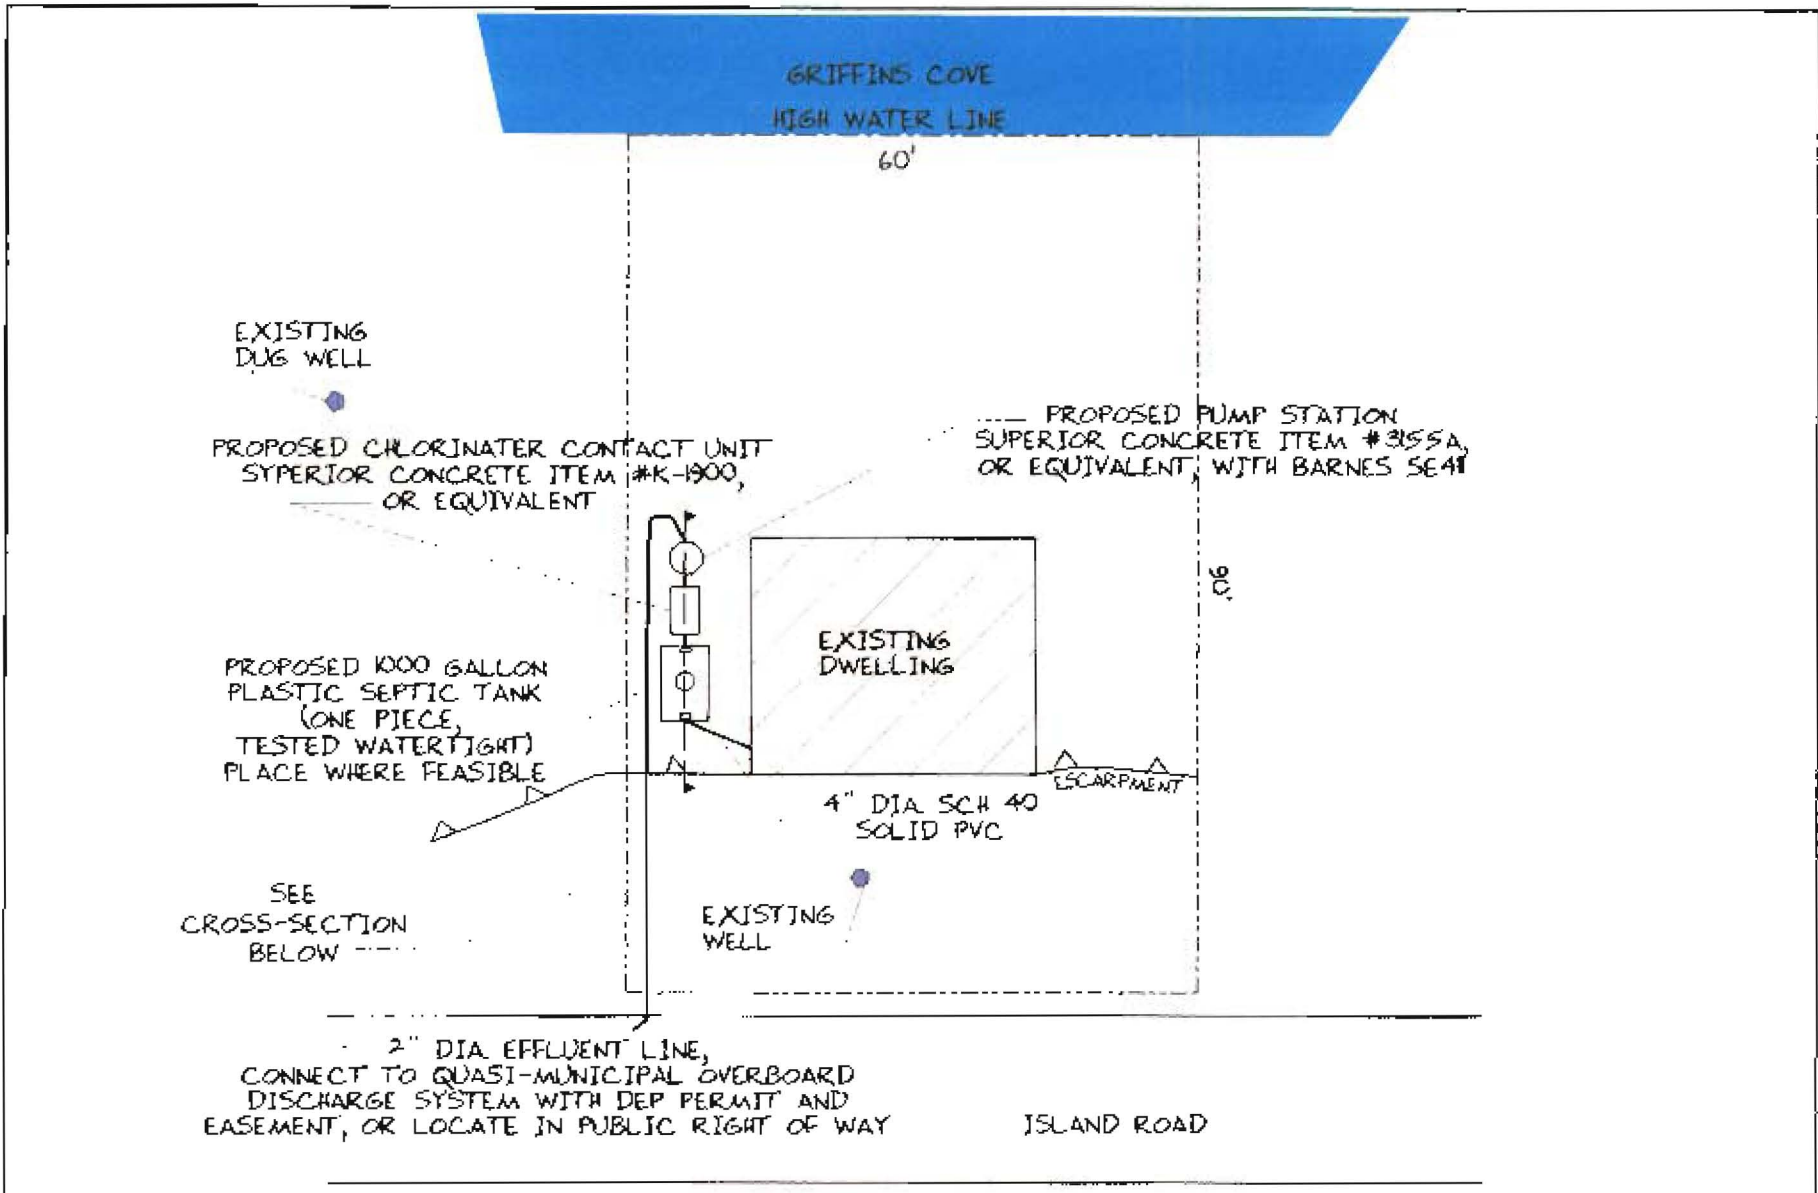 GRIFFINS COVE
HIGH WATER LINE
60'
EXISTING
DUG WELL
PROPOSED CHLORINATER CONTACT UNIT
SYPERIOR CONCRETE ITEM #K-1900,
OR EQUIVALENT
PROPOSED PUMP STATION
SUPERIOR CONCRETE ITEM #3155A,
OR EQUIVALENT, WITH BARNES SE41
90'
EXISTING
DWELLING
PROPOSED 1000 GALLON
PLASTIC SEPTIC TANK
(ONE PIECE,
TESTED WATERTIGHT)
PLACE WHERE FEASIBLE
ESCARPMENT
4" DIA. SCH 40
SOLID PVC
SEE
CROSS-SECTION
BELOW
EXISTING
WELL
2" DIA. EFFLUENT LINE,
CONNECT TO QUASI-MUNICIPAL OVERBOARD
DISCHARGE SYSTEM WITH DEP PERMIT AND
EASEMENT, OR LOCATE IN PUBLIC RIGHT OF WAY
ISLAND ROAD